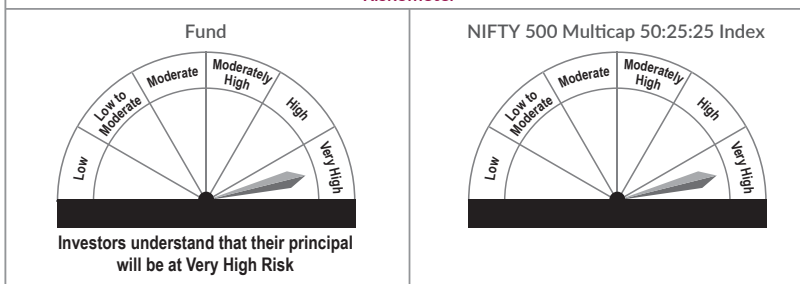 Riskometer
Fund
Low
Low to
Moderate
Moderate
Moderately
High
High
Very High
Investors understand that their principal
will be at Very High Risk
NIFTY 500 Multicap 50:25:25 Index
Low
Low to
Moderate
Moderate
Moderately
High
High
Very High